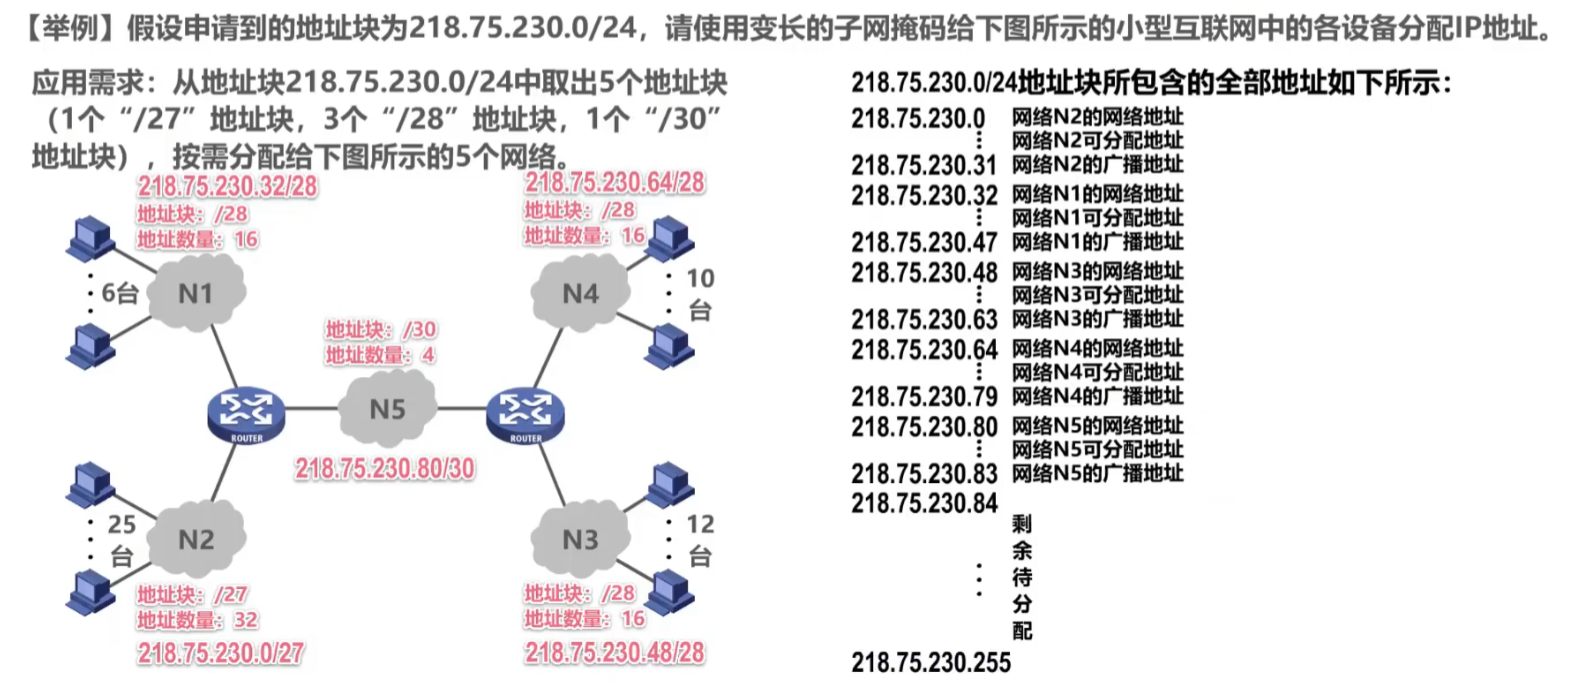 【举例】假设申请到的地址块为218.75.230.0/24，请使用变长的子网掩码给下图所示的小型互联网中的各设备分配IP地址。
应用需求：从地址块218.75.230.0/24中取出5个地址块
（1个“/27”地址块，3个“/28”地址块，1个“/30”
地址块），按需分配给下图所示的5个网络。
218.75.230.32/28
地址块：/28
地址数量：16
N1
6台
218.75.230.64/28
地址块：/28
地址数量：16
N4
10
台
地址块：/30
地址数量：4
N5
ROUTER
ROUTER
218.75.230.80/30
25
台
N2
地址块：/27
地址数量：32
218.75.230.0/27
N3
12
台
地址块：/28
地址数量：16
218.75.230.48/28
218.75.230.0/24地址块所包含的全部地址如下所示：
218.75.230.0 网络N2的网络地址
网络N2可分配地址
218.75.230.31 网络N2的广播地址
218.75.230.32 网络N1的网络地址
网络N1可分配地址
218.75.230.47 网络N1的广播地址
218.75.230.48 网络N3的网络地址
网络N3可分配地址
218.75.230.63 网络N3的广播地址
218.75.230.64 网络N4的网络地址
网络N4可分配地址
218.75.230.79 网络N4的广播地址
218.75.230.80 网络N5的网络地址
网络N5可分配地址
218.75.230.83 网络N5的广播地址
218.75.230.84
剩
余
待
分
配
218.75.230.255